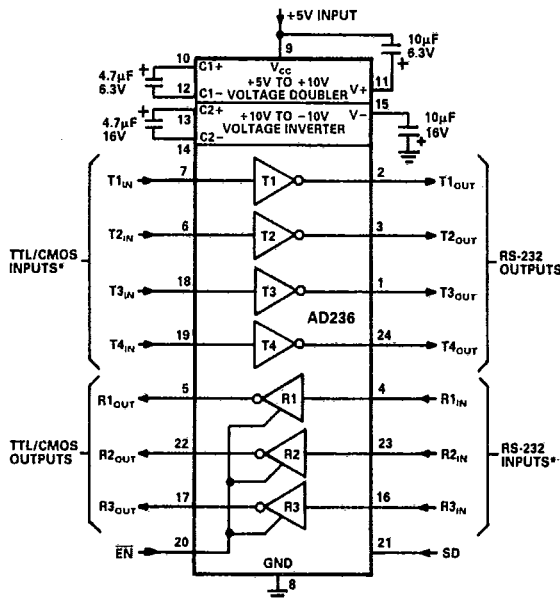 +5V INPUT
9
VCC
10µF
6.3V
+
10
C1+
4.7µF
6.3V
+
12
C1−
+5V TO +10V
VOLTAGE DOUBLER
V+
11
+
13
C2+
4.7µF
16V
+
14
C2−
+10V TO −10V
VOLTAGE INVERTER
V−
15
10µF
16V
+
T1IN 7 T1 2 T1OUT
T2IN 6 T2 3 T2OUT
TTL/CMOS
INPUTS*
RS-232
OUTPUTS
T3IN 18 T3 1 T3OUT
AD236
T4IN 19 T4 24 T4OUT
R1OUT 5 R1 4 R1IN
TTL/CMOS
OUTPUTS
R2OUT 22 R2 23 R2IN
RS-232
INPUTS*
R3OUT 17 R3 16 R3IN
EN 20 21 SD
GND
8